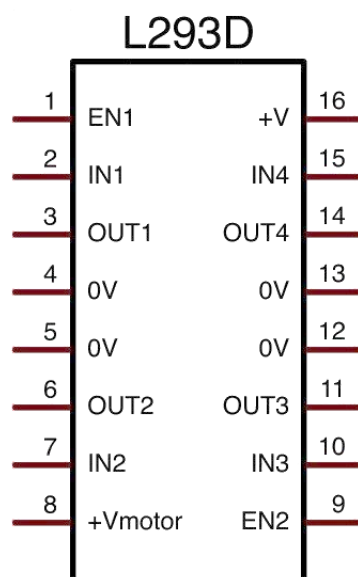 L293D
1 EN1 +V 16
2 IN1 IN4 15
3 OUT1 OUT4 14
4 0V 0V 13
5 0V 0V 12
6 OUT2 OUT3 11
7 IN2 IN3 10
8 +Vmotor EN2 9